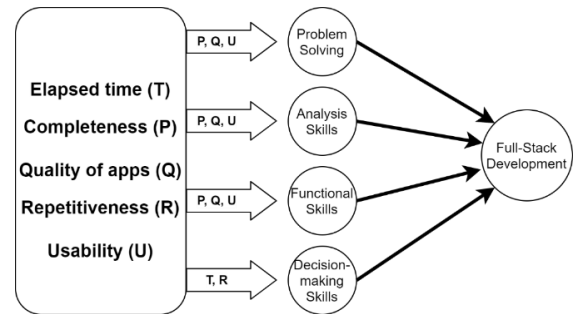 Elapsed time (T)
Completeness (P)
Quality of apps (Q)
Repetitiveness (R)
Usability (U)
P, Q, U
P, Q, U
P, Q, U
T, R
Problem
Solving
Analysis
Skills
Functional
Skills
Decision-
making
Skills
Full-Stack
Development